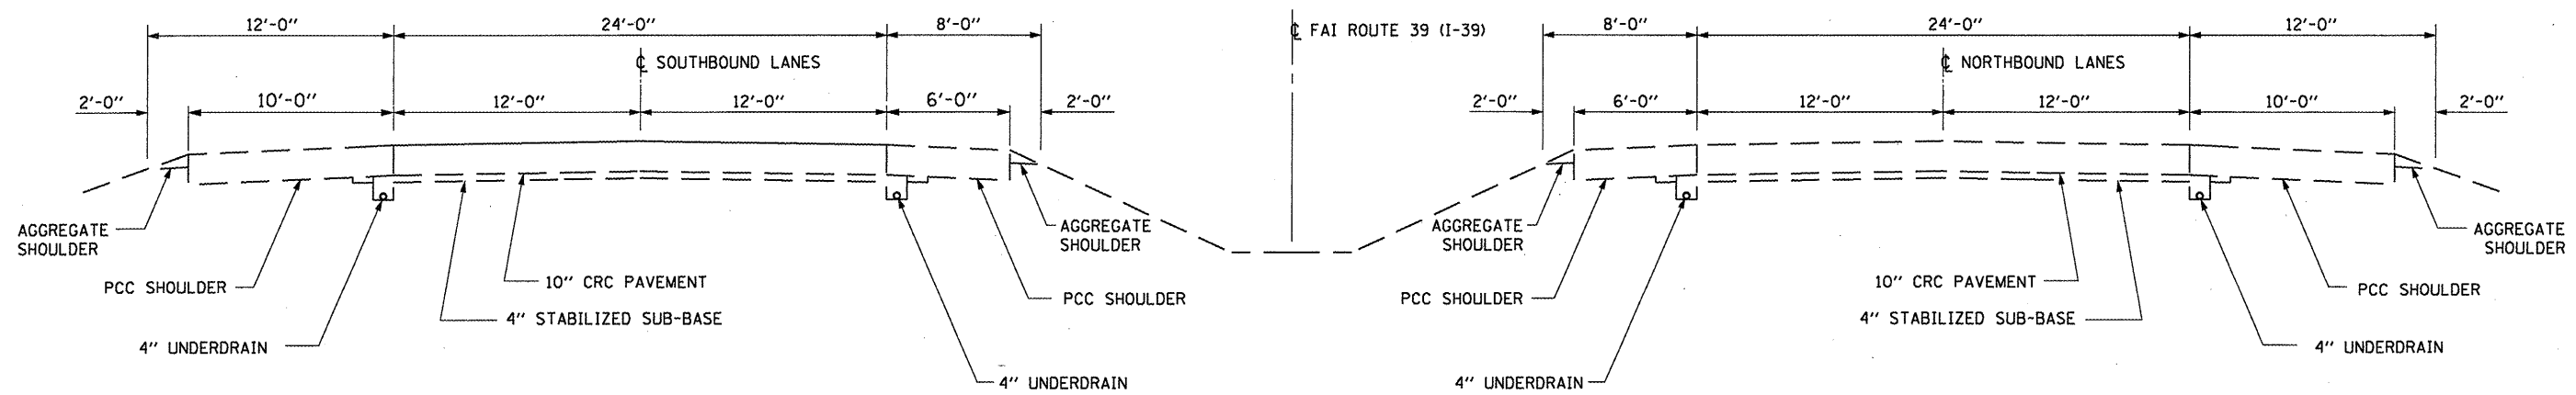 12'-0" 24'-0" 8'-0" ℄ FAI ROUTE 39 (I-39) 8'-0" 24'-0" 12'-0"
℄ SOUTHBOUND LANES ℄ NORTHBOUND LANES
2'-0" 10'-0" 12'-0" 12'-0" 6'-0" 2'-0" 2'-0" 6'-0" 12'-0" 12'-0" 10'-0" 2'-0"
AGGREGATE
SHOULDER
AGGREGATE
SHOULDER
AGGREGATE
SHOULDER
AGGREGATE
SHOULDER
PCC SHOULDER
10" CRC PAVEMENT
PCC SHOULDER
PCC SHOULDER
10" CRC PAVEMENT
PCC SHOULDER
4" STABILIZED SUB-BASE
4" STABILIZED SUB-BASE
4" UNDERDRAIN
4" UNDERDRAIN
4" UNDERDRAIN
4" UNDERDRAIN